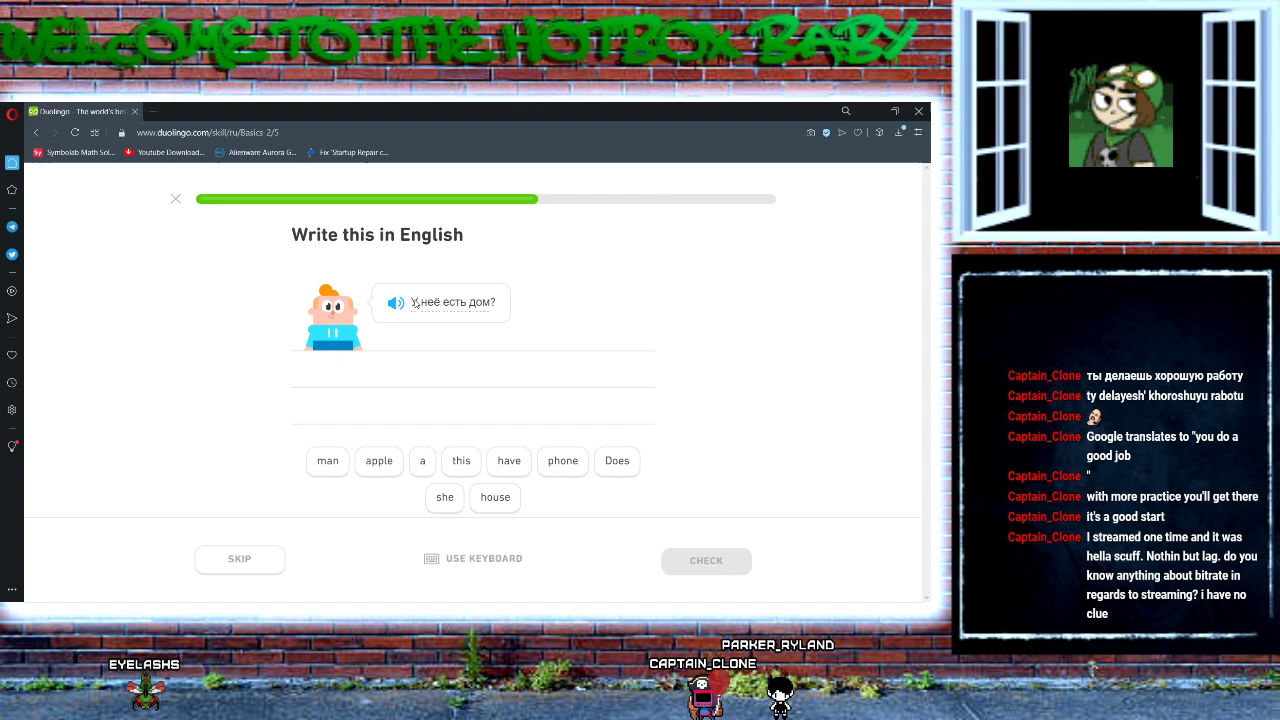 WELCOME TO THE HOTBOX BABY
Duolingo - The world's bes
www.duolingo.com/skill/ru/Basics-2/5
Sy Symbolab Math Sol...
Youtube Download...
Alienware Aurora G...
Fix 'Startup Repair c...
Write this in English
У неё есть дом?
man
apple
a
this
have
phone
Does
she
house
SKIP
USE KEYBOARD
CHECK
Captain_Clone ты делаешь хорошую работу
Captain_Clone ty delayesh' khoroshuyu rabotu
Captain_Clone
Captain_Clone Google translates to "you do a
good job
Captain_Clone "
Captain_Clone with more practice you'll get there
Captain_Clone it's a good start
Captain_Clone I streamed one time and it was
hella scuff. Nothin but lag. do you
know anything about bitrate in
regards to streaming? i have no
clue
EYELASHS
CAPTAIN_CLONE
PARKER_RYLAND